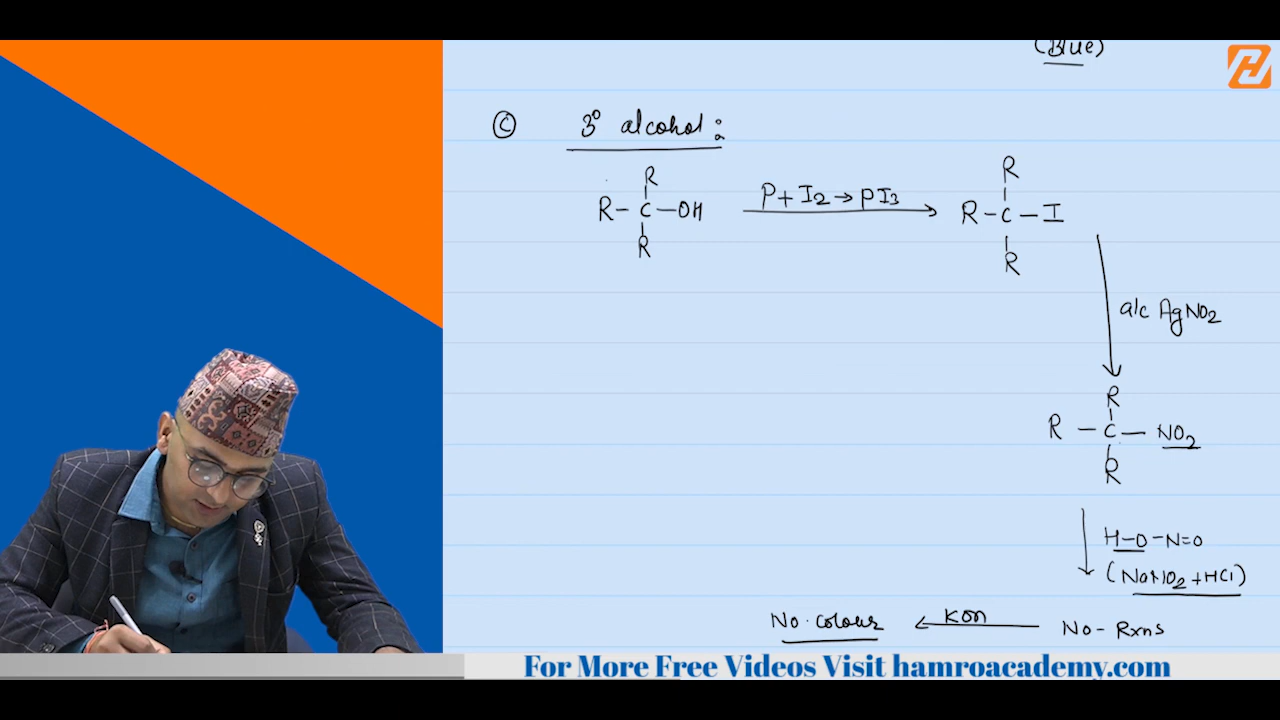 (Blue)
Ⓒ 3° alcohol:
R
R-C-OH
R
P+I2→PI3
R
R-C-I
R
alc AgNO2
R
R-C-NO2
R
H-O-N=O
(NaNO2+HCl)
No-Rxns
KOH
No.colour
For More Free Videos Visit hamroacademy.com